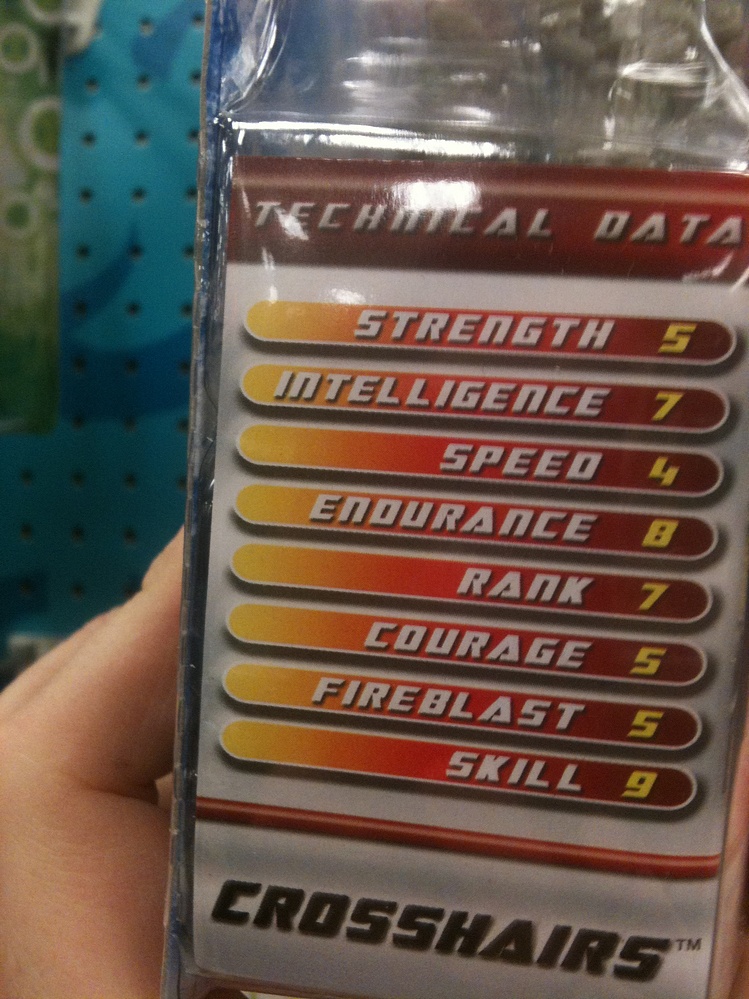 TECHNICAL DATA
STRENGTH 5
INTELLIGENCE 7
SPEED 4
ENDURANCE 8
RANK 7
COURAGE 5
FIREBLAST 5
SKILL 9
CROSSHAIRS™